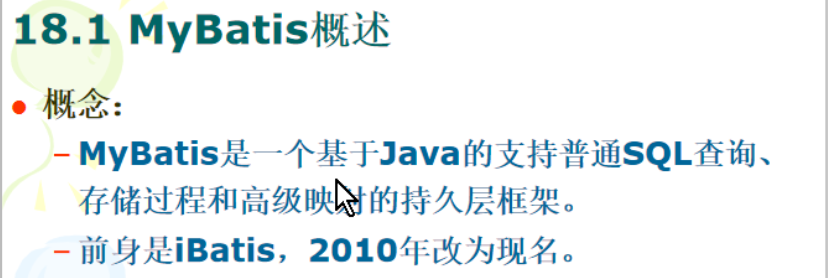 18.1 MyBatis概述
● 概念：
– MyBatis是一个基于Java的支持普通SQL查询、
存储过程和高级映射的持久层框架。
– 前身是iBatis，2010年改为现名。